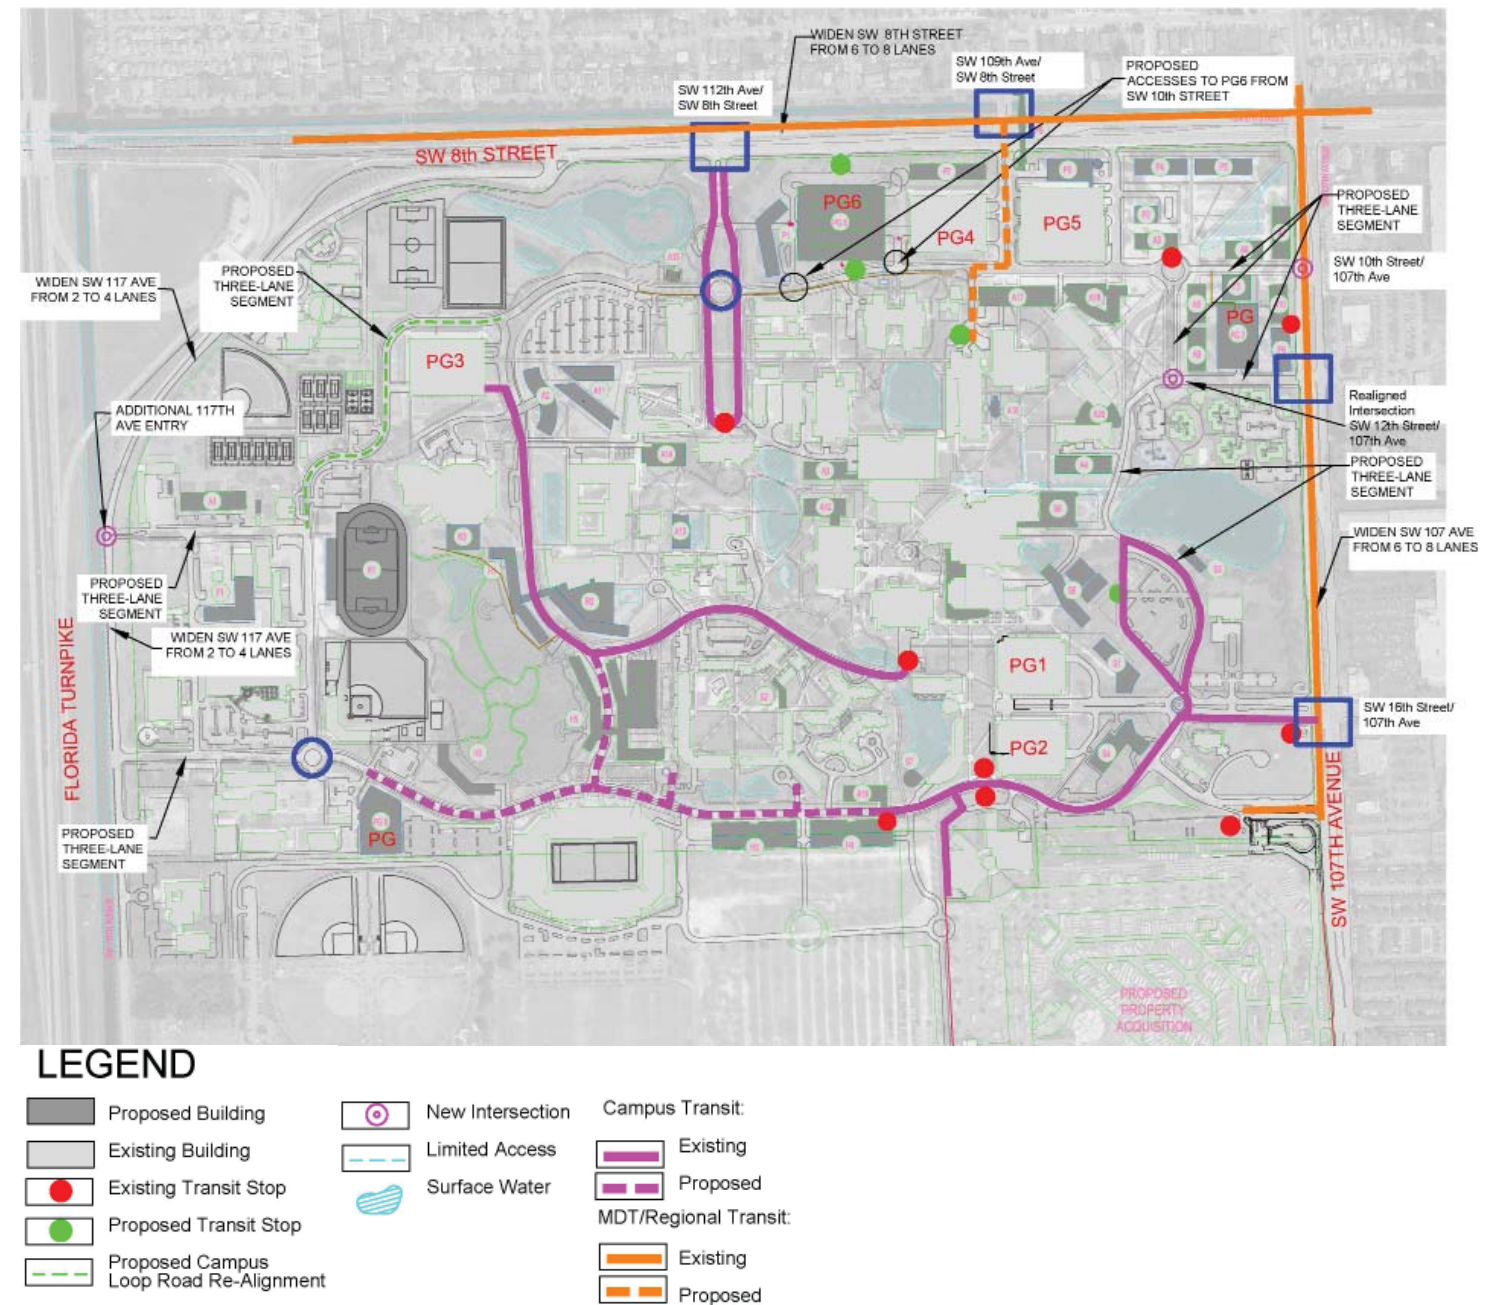 WIDEN SW 8TH STREET
FROM 6 TO 8 LANES
SW 109th Ave/
SW 8th Street
PROPOSED
ACCESSES TO PG6 FROM
SW 10th STREET
SW 112th Ave/
SW 8th Street
SW 8th STREET
PG6
PG4
PG5
PROPOSED
THREE-LANE
SEGMENT
SW 10th Street/
107th Ave
WIDEN SW 117 AVE
FROM 2 TO 4 LANES
PROPOSED
THREE-LANE
SEGMENT
PG3
PG
ADDITIONAL 117TH
AVE ENTRY
Realigned
Intersection
SW 12th Street/
107th Ave
PROPOSED
THREE-LANE
SEGMENT
WIDEN SW 107 AVE
FROM 6 TO 8 LANES
PROPOSED
THREE-LANE
SEGMENT
WIDEN SW 117 AVE
FROM 2 TO 4 LANES
FLORIDA TURNPIKE
PG1
PG2
SW 16th Street/
107th Ave
PROPOSED
THREE-LANE
SEGMENT
PG
SW 107TH AVENUE
PROPOSED
PROPERTY
ACQUISITION
LEGEND
Proposed Building
Existing Building
Existing Transit Stop
Proposed Transit Stop
Proposed Campus
Loop Road Re-Alignment
New Intersection
Limited Access
Surface Water
Campus Transit:
Existing
Proposed
MDT/Regional Transit:
Existing
Proposed